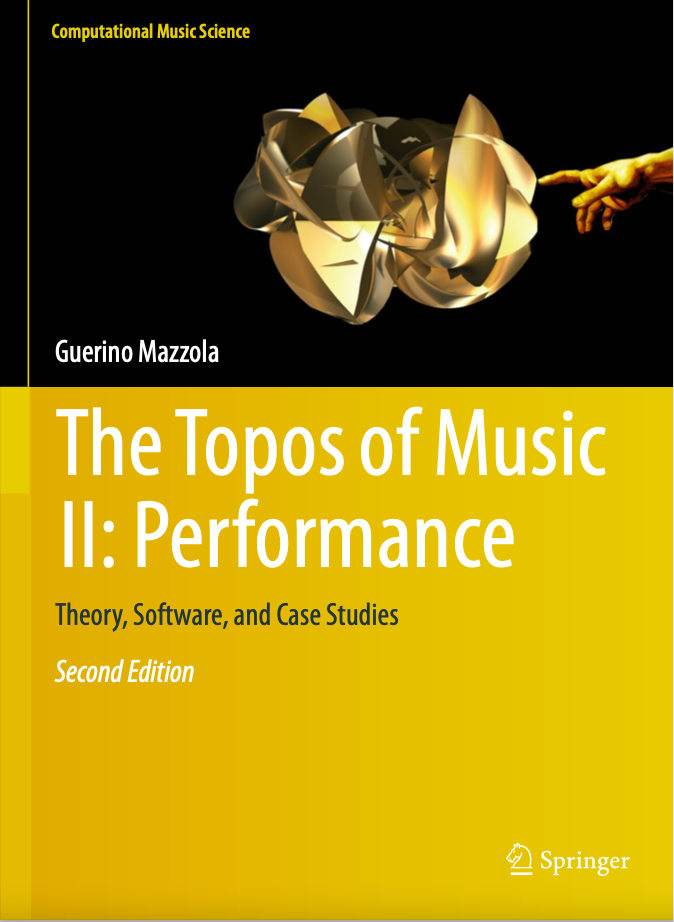 Computational Music Science
Guerino Mazzola
The Topos of Music
II: Performance
Theory, Software, and Case Studies
Second Edition
Springer